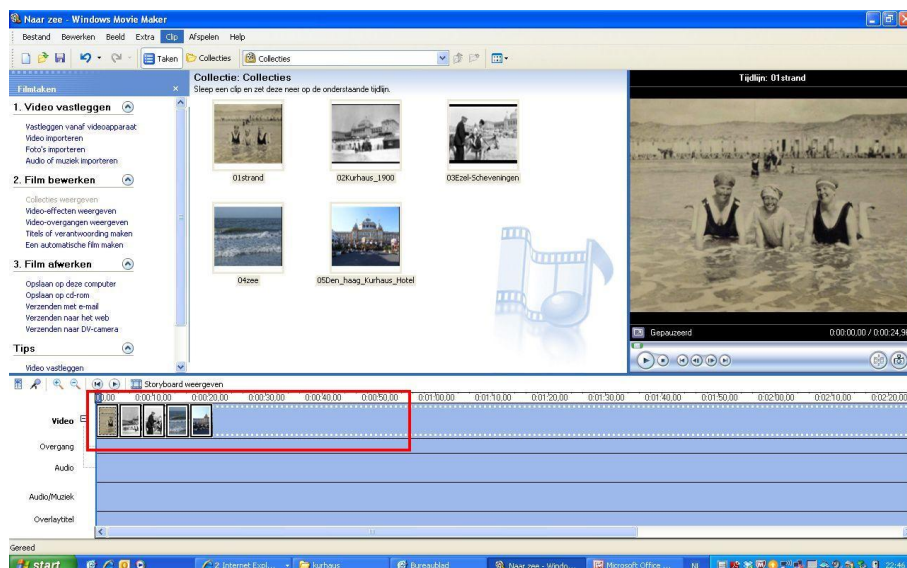 Naar zee - Windows Movie Maker
Bestand Bewerken Beeld Extra Clip Afspelen Help
Taken Collecties Collecties
Filmtaken
1. Video vastleggen
Vastleggen vanaf videoapparaat
Video importeren
Foto's importeren
Audio of muziek importeren
2. Film bewerken
Collecties weergeven
Video-effecten weergeven
Video-overgangen weergeven
Titels of verantwoording maken
Een automatische film maken
3. Film afwerken
Opslaan op deze computer
Opslaan op cd-rom
Verzenden met e-mail
Verzenden naar het web
Verzenden naar DV-camera
Tips
Video vastleggen
Collectie: Collecties
Sleep een clip en zet deze neer op de onderstaande tijdlijn.
01strand 02Kurhaus_1900 03Ezel-Scheveningen
04zee 05Den_haag_Kurhaus_Hotel
Tijdlijn: 01strand
Gepauzeerd 0:00:00,00 / 0:00:24,96
Storyboard weergeven
0:00:10,00 0:00:20,00 0:00:30,00 0:00:40,00 0:00:50,00 0:01:00,00 0:01:10,00 0:01:20,00 0:01:30,00 0:01:40,00 0:01:50,00 0:02:00,00 0:02:10,00 0:02:20,00
Video
Overgang
Audio
Audio/Muziek
Overlaytitel
Gereed
start 2 Internet Expl... kurhaus Bureaublad Naar zee - Windo... Microsoft Office ... NL 22:46